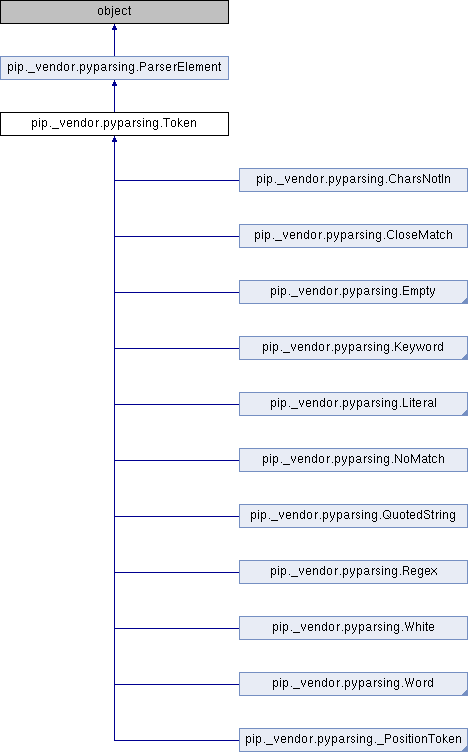 object
pip._vendor.pyparsing.ParserElement
pip._vendor.pyparsing.Token
pip._vendor.pyparsing.CharsNotIn
pip._vendor.pyparsing.CloseMatch
pip._vendor.pyparsing.Empty
pip._vendor.pyparsing.Keyword
pip._vendor.pyparsing.Literal
pip._vendor.pyparsing.NoMatch
pip._vendor.pyparsing.QuotedString
pip._vendor.pyparsing.Regex
pip._vendor.pyparsing.White
pip._vendor.pyparsing.Word
pip._vendor.pyparsing._PositionToken